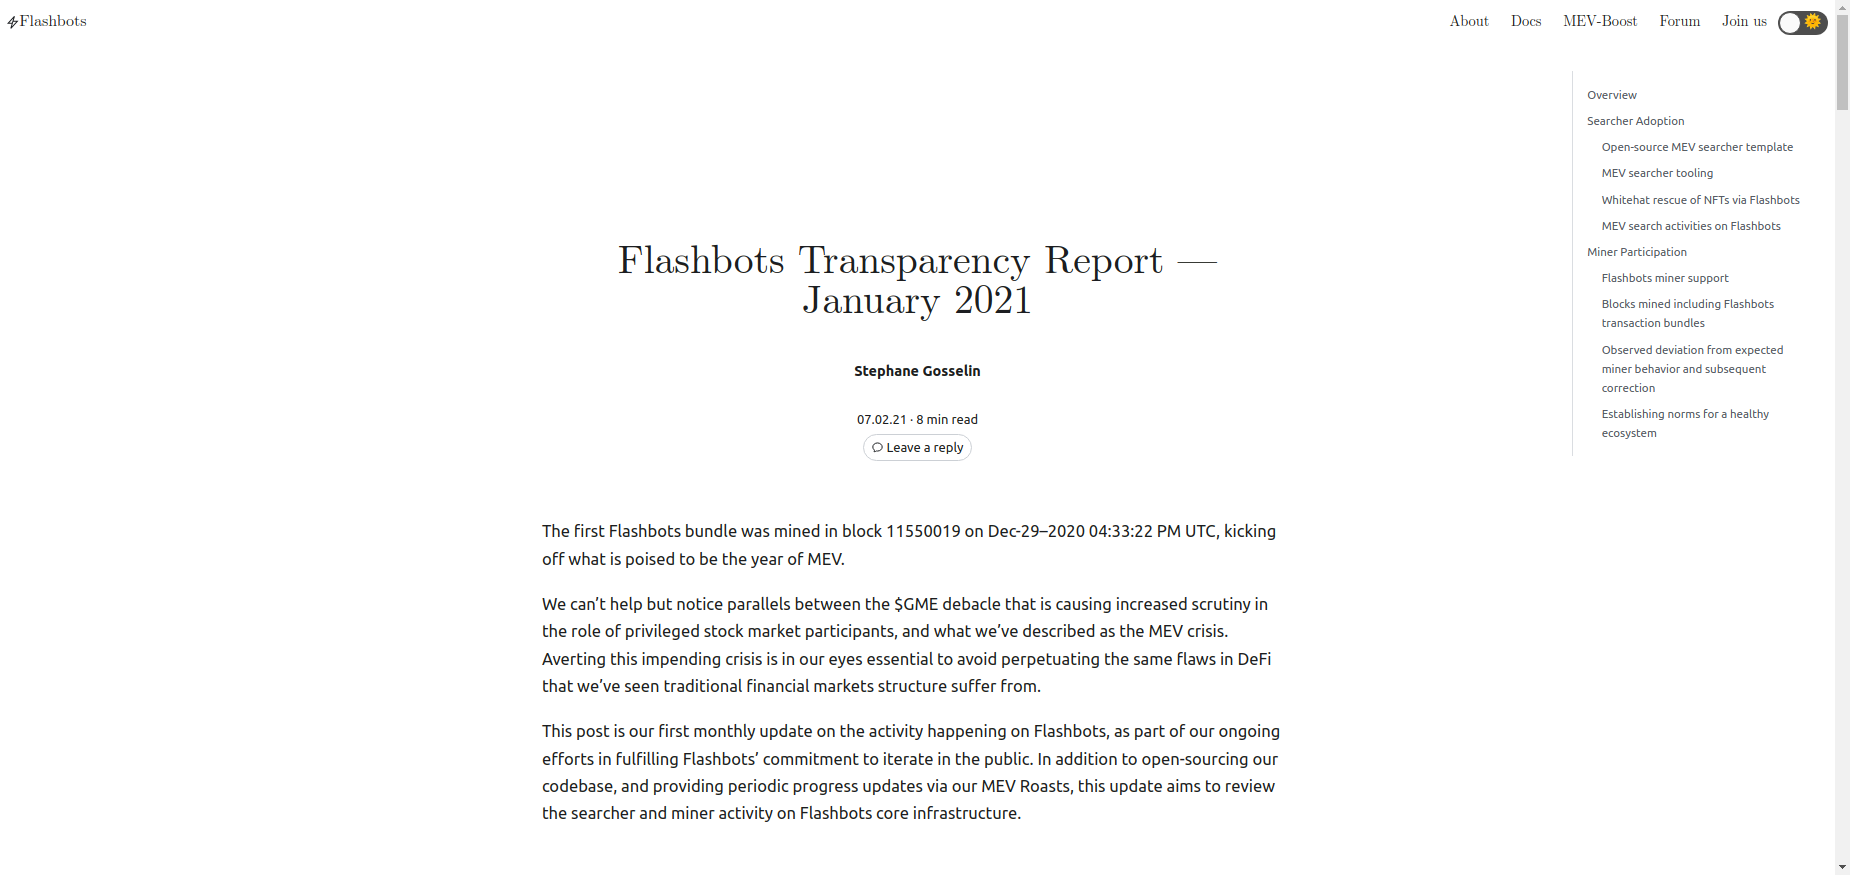 Flashbots
About Docs MEV-Boost Forum Join us
Overview
Searcher Adoption
Open-source MEV searcher template
MEV searcher tooling
Whitehat rescue of NFTs via Flashbots
MEV search activities on Flashbots
Miner Participation
Flashbots miner support
Blocks mined including Flashbots
transaction bundles
Observed deviation from expected
miner behavior and subsequent
correction
Establishing norms for a healthy
ecosystem
Flashbots Transparency Report —
January 2021
Stephane Gosselin
07.02.21 · 8 min read
Leave a reply
The first Flashbots bundle was mined in block 11550019 on Dec-29–2020 04:33:22 PM UTC, kicking
off what is poised to be the year of MEV.
We can’t help but notice parallels between the $GME debacle that is causing increased scrutiny in
the role of privileged stock market participants, and what we’ve described as the MEV crisis.
Averting this impending crisis is in our eyes essential to avoid perpetuating the same flaws in DeFi
that we’ve seen traditional financial markets structure suffer from.
This post is our first monthly update on the activity happening on Flashbots, as part of our ongoing
efforts in fulfilling Flashbots’ commitment to iterate in the public. In addition to open-sourcing our
codebase, and providing periodic progress updates via our MEV Roasts, this update aims to review
the searcher and miner activity on Flashbots core infrastructure.